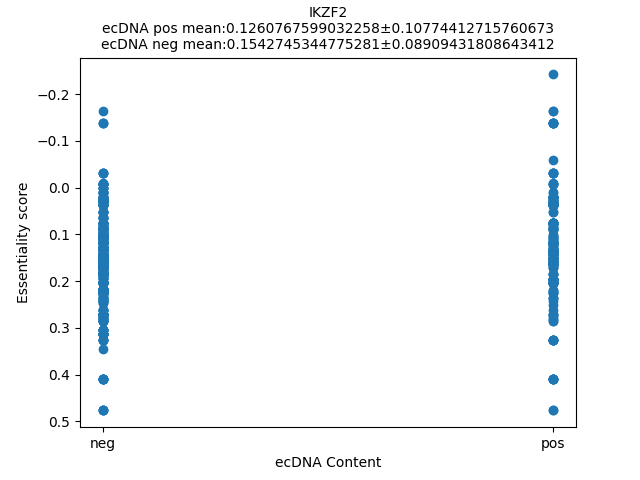 IKZF2
ecDNA pos mean:0.1260767599032258±0.10774412715760673
ecDNA neg mean:0.1542745344775281±0.08909431808643412
−0.2
−0.1
0.0
0.1
0.2
0.3
0.4
0.5
Essentiality score
neg
pos
ecDNA Content